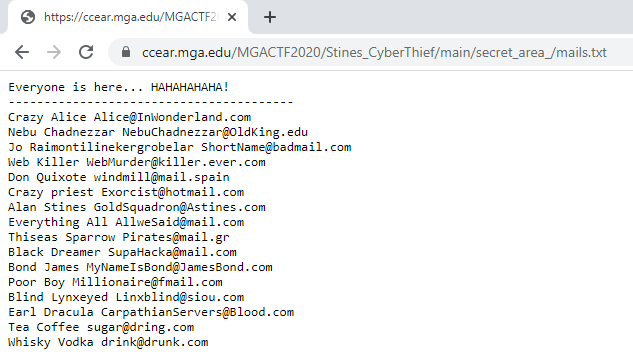 https://ccear.mga.edu/MGACTF20
ccear.mga.edu/MGACTF2020/Stines_CyberThief/main/secret_area_/mails.txt
Everyone is here... HAHAHAHAHA!
----------------------------------------
Crazy Alice Alice@InWonderland.com
Nebu Chadnezzar NebuChadnezzar@OldKing.edu
Jo Raimontilinekergrobelar ShortName@badmail.com
Web Killer WebMurder@killer.ever.com
Don Quixote windmill@mail.spain
Crazy priest Exorcist@hotmail.com
Alan Stines GoldSquadron@Astines.com
Everything All AllweSaid@mail.com
Thiseas Sparrow Pirates@mail.gr
Black Dreamer SupaHacka@mail.com
Bond James MyNameIsBond@JamesBond.com
Poor Boy Millionaire@fmail.com
Blind Lynxeyed Linxblind@siou.com
Earl Dracula CarpathianServers@Blood.com
Tea Coffee sugar@dring.com
Whisky Vodka drink@drunk.com